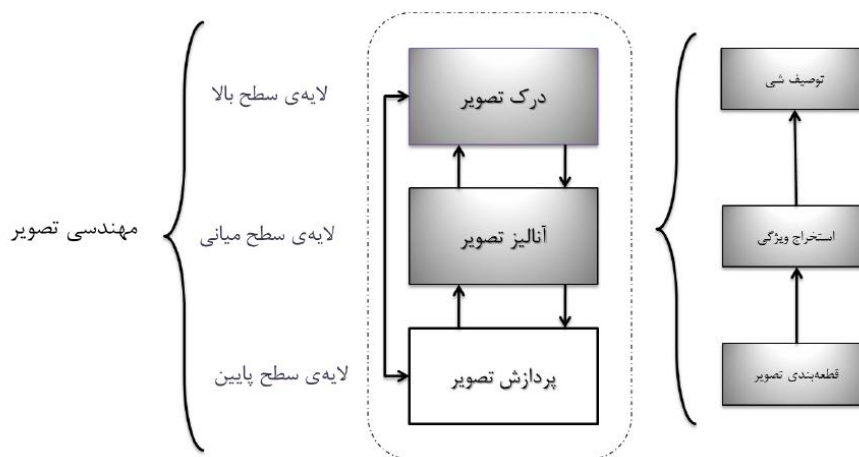 توصیف شی
درک تصویر
لایه‌ی سطح بالا
استخراج ویژگی
آنالیز تصویر
لایه‌ی سطح میانی
مهندسی تصویر
قطعه‌بندی تصویر
پردازش تصویر
لایه‌ی سطح پایین